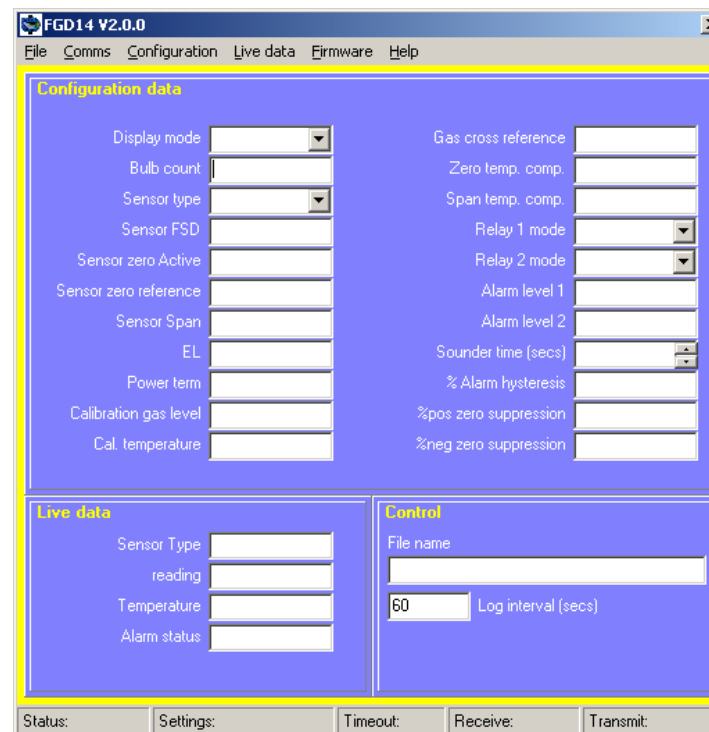 FGD14 V2.0.0
File Comms Configuration Live data Firmware Help
Configuration data
Display mode
Bulb count
Sensor type
Sensor FSD
Sensor zero Active
Sensor zero reference
Sensor Span
EL
Power term
Calibration gas level
Cal. temperature
Gas cross reference
Zero temp. comp.
Span temp. comp.
Relay 1 mode
Relay 2 mode
Alarm level 1
Alarm level 2
Sounder time (secs)
% Alarm hysteresis
%pos zero suppression
%neg zero suppression
Live data
Sensor Type
reading
Temperature
Alarm status
Control
File name
60 Log interval (secs)
Status: Settings: Timeout: Receive: Transmit: